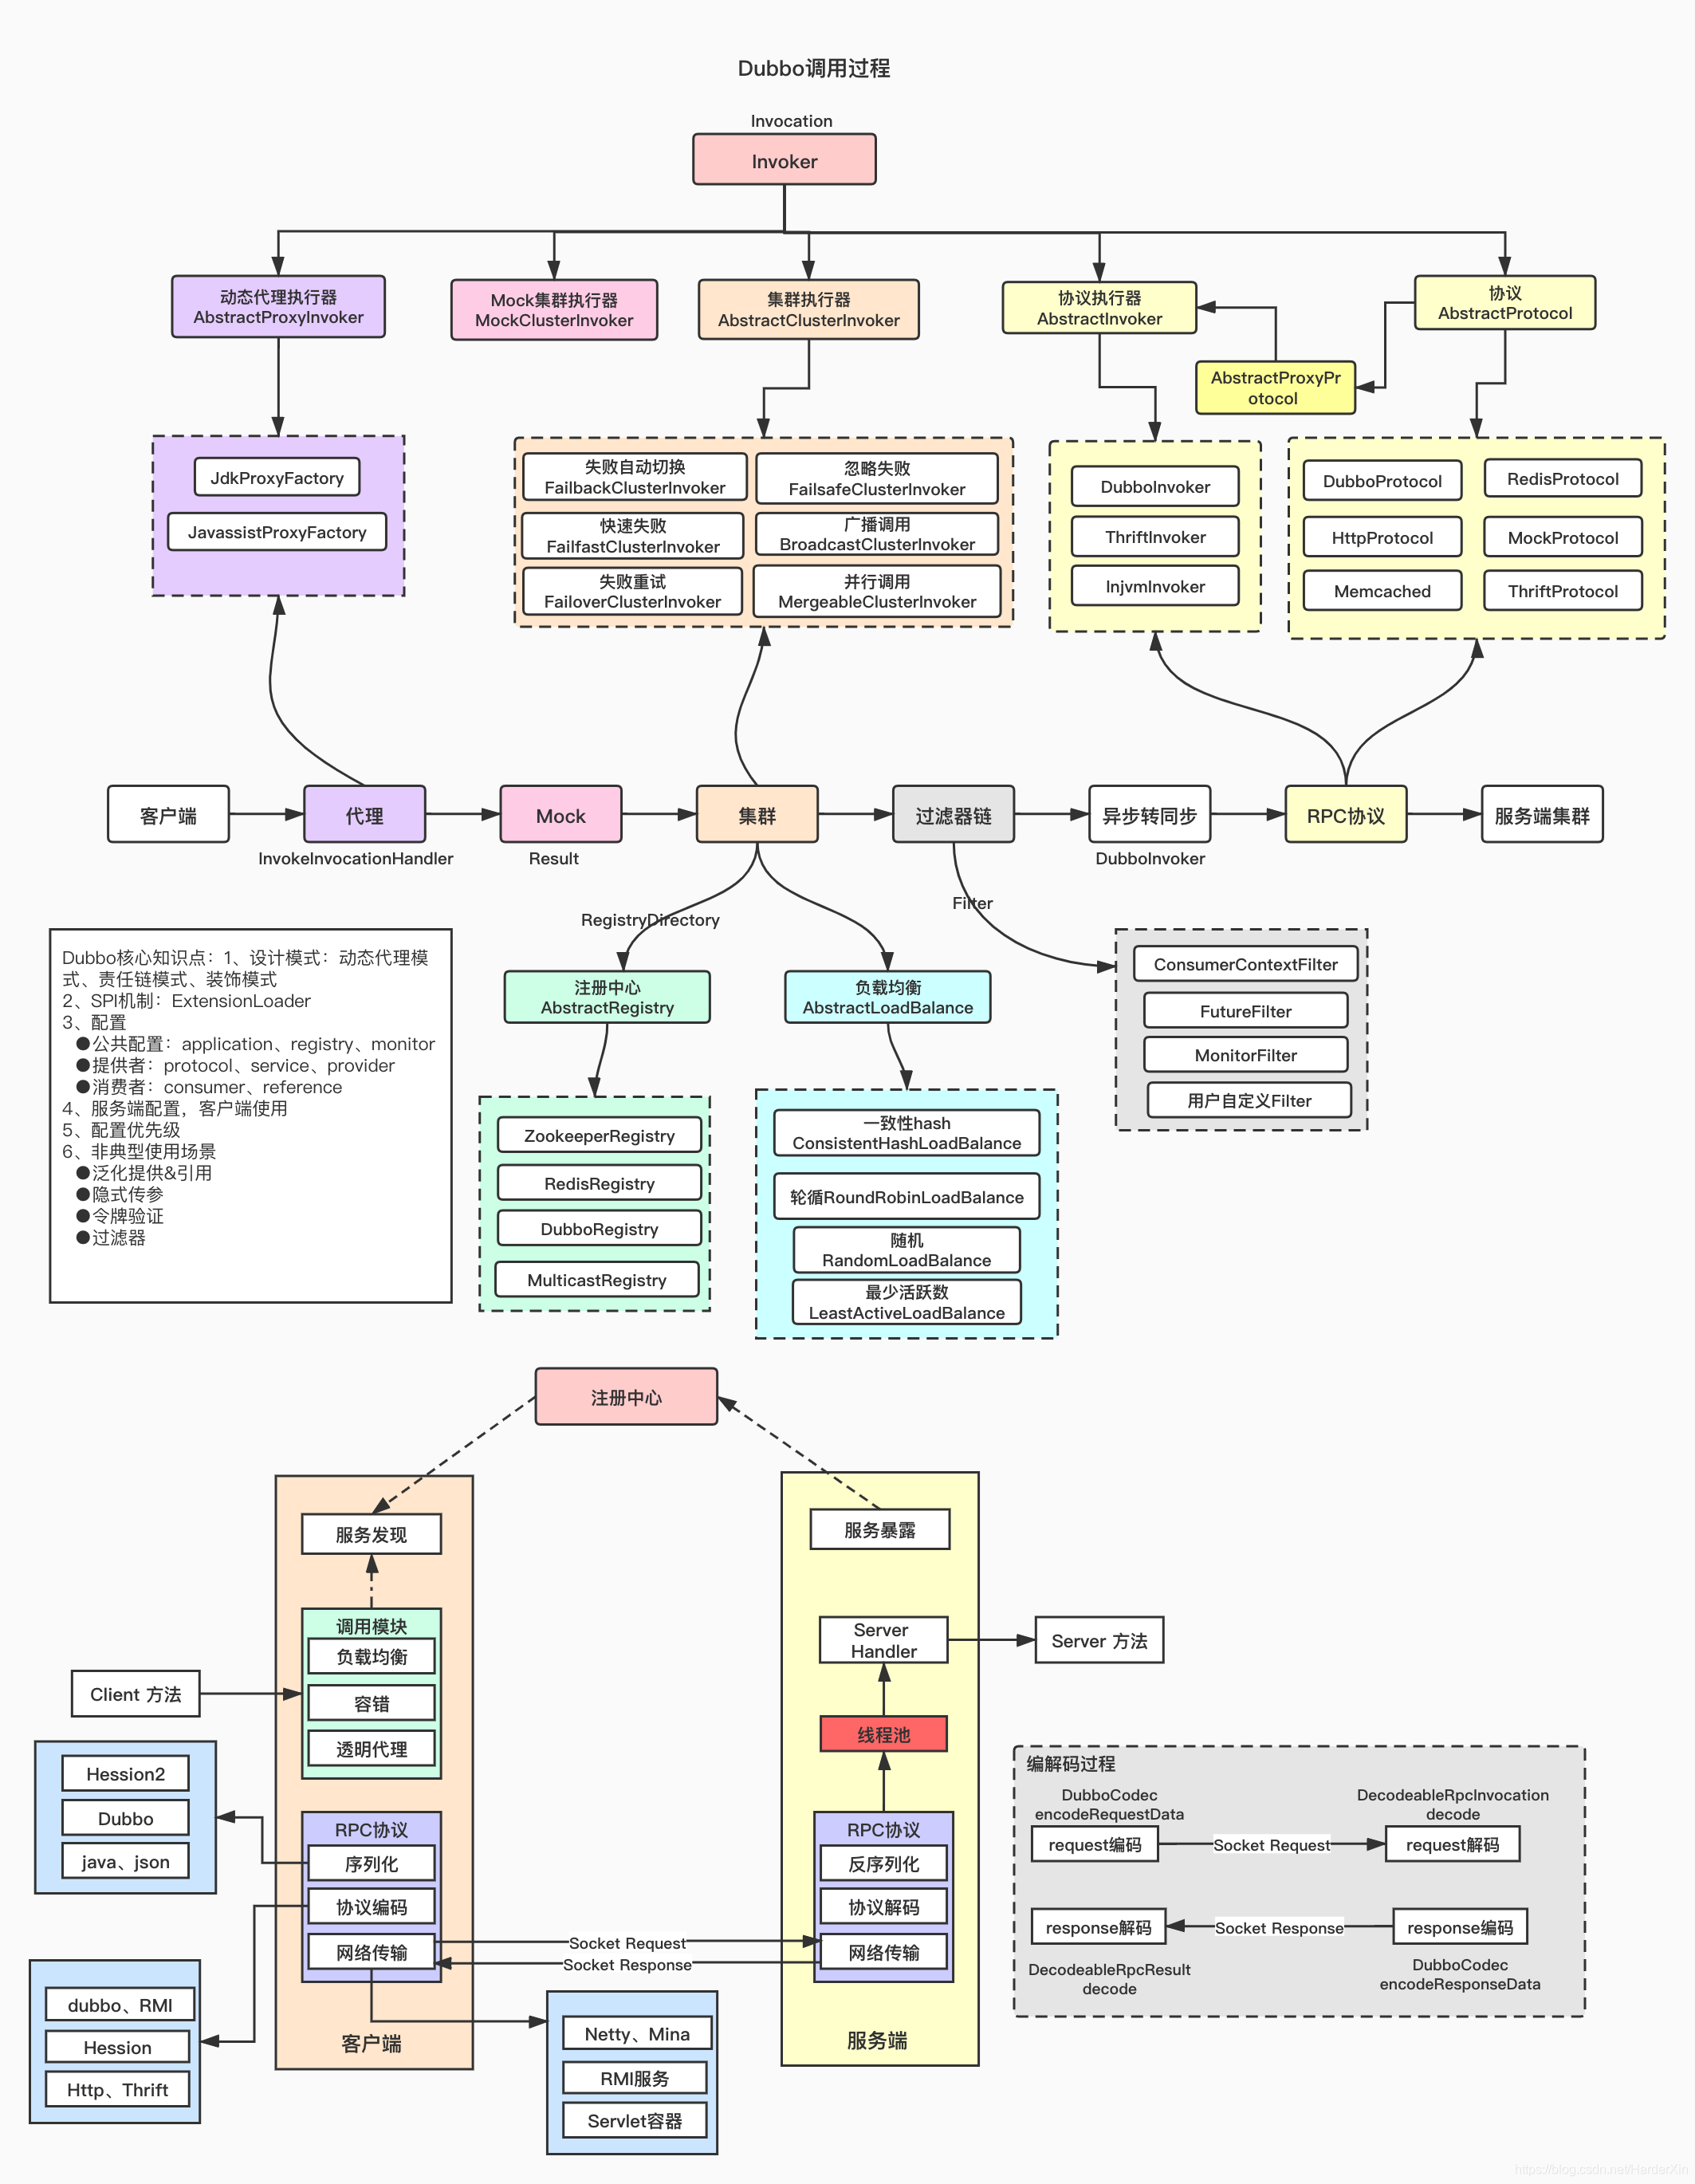 Dubbo调用过程
Invocation
Invoker
动态代理执行器
AbstractProxyInvoker
Mock集群执行器
MockClusterInvoker
集群执行器
AbstractClusterInvoker
协议执行器
AbstractInvoker
协议
AbstractProtocol
AbstractProxyPr
otocol
JdkProxyFactory
JavassistProxyFactory
失败自动切换
FailbackClusterInvoker
忽略失败
FailsafeClusterInvoker
快速失败
FailfastClusterInvoker
广播调用
BroadcastClusterInvoker
失败重试
FailoverClusterInvoker
并行调用
MergeableClusterInvoker
DubboInvoker
ThriftInvoker
InjvmInvoker
DubboProtocol
RedisProtocol
HttpProtocol
MockProtocol
Memcached
ThriftProtocol
客户端
代理
Mock
集群
过滤器链
异步转同步
RPC协议
服务端集群
InvokeInvocationHandler
Result
DubboInvoker
RegistryDirectory
Filter
Dubbo核心知识点：1、设计模式：动态代理模
式、责任链模式、装饰模式
2、SPI机制：ExtensionLoader
3、配置
●公共配置：application、registry、monitor
●提供者：protocol、service、provider
●消费者：consumer、reference
4、服务端配置，客户端使用
5、配置优先级
6、非典型使用场景
●泛化提供&引用
●隐式传参
●令牌验证
●过滤器
注册中心
AbstractRegistry
负载均衡
AbstractLoadBalance
ConsumerContextFilter
FutureFilter
MonitorFilter
用户自定义Filter
ZookeeperRegistry
RedisRegistry
DubboRegistry
MulticastRegistry
一致性hash
ConsistentHashLoadBalance
轮循RoundRobinLoadBalance
随机
RandomLoadBalance
最少活跃数
LeastActiveLoadBalance
注册中心
服务发现
服务暴露
调用模块
负载均衡
容错
透明代理
Client 方法
Server
Handler
Server 方法
线程池
Hession2
Dubbo
java、json
RPC协议
序列化
协议编码
网络传输
RPC协议
反序列化
协议解码
网络传输
Socket Request
Socket Response
dubbo、RMI
Hession
Http、Thrift
客户端
Netty、Mina
RMI服务
Servlet容器
服务端
编解码过程
DubboCodec
encodeRequestData
DecodeableRpcInvocation
decode
request编码
Socket Request
request解码
response解码
Socket Response
response编码
DecodeableRpcResult
decode
DubboCodec
encodeResponseData
https://blog.csdn.net/HarderXin